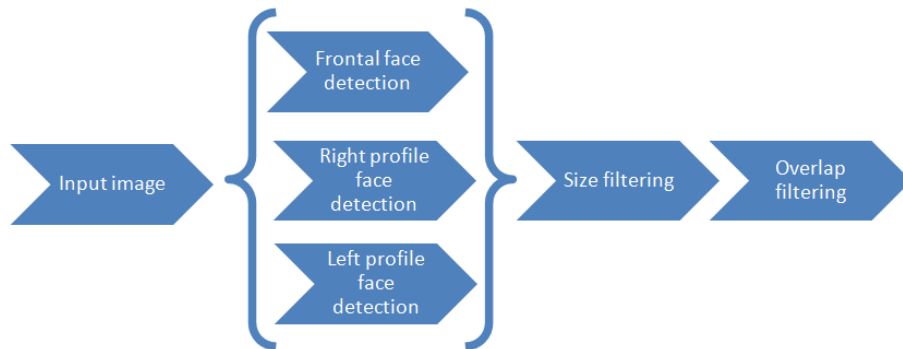 Input image
Frontal face
detection
Right profile
face
detection
Left profile
face
detection
Size filtering
Overlap
filtering